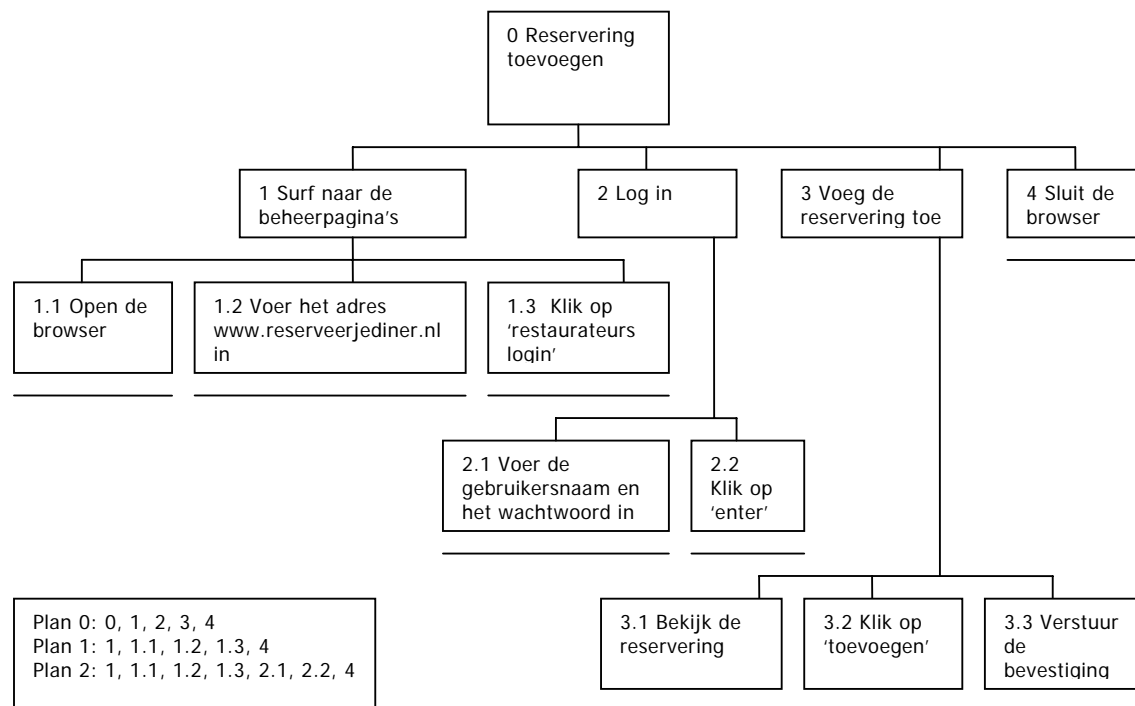 0 Reservering
toevoegen
1 Surf naar de
beheerpagina's
2 Log in
3 Voeg de
reservering toe
4 Sluit de
browser
1.1 Open de
browser
1.2 Voer het adres
www.reserveerjediner.nl
in
1.3 Klik op
‘restaurateurs
login’
2.1 Voer de
gebruikersnaam en
het wachtwoord in
2.2
Klik op
‘enter’
3.1 Bekijk de
reservering
3.2 Klik op
‘toevoegen’
3.3 Verstuur
de
bevestiging
Plan 0: 0, 1, 2, 3, 4
Plan 1: 1, 1.1, 1.2, 1.3, 4
Plan 2: 1, 1.1, 1.2, 1.3, 2.1, 2.2, 4